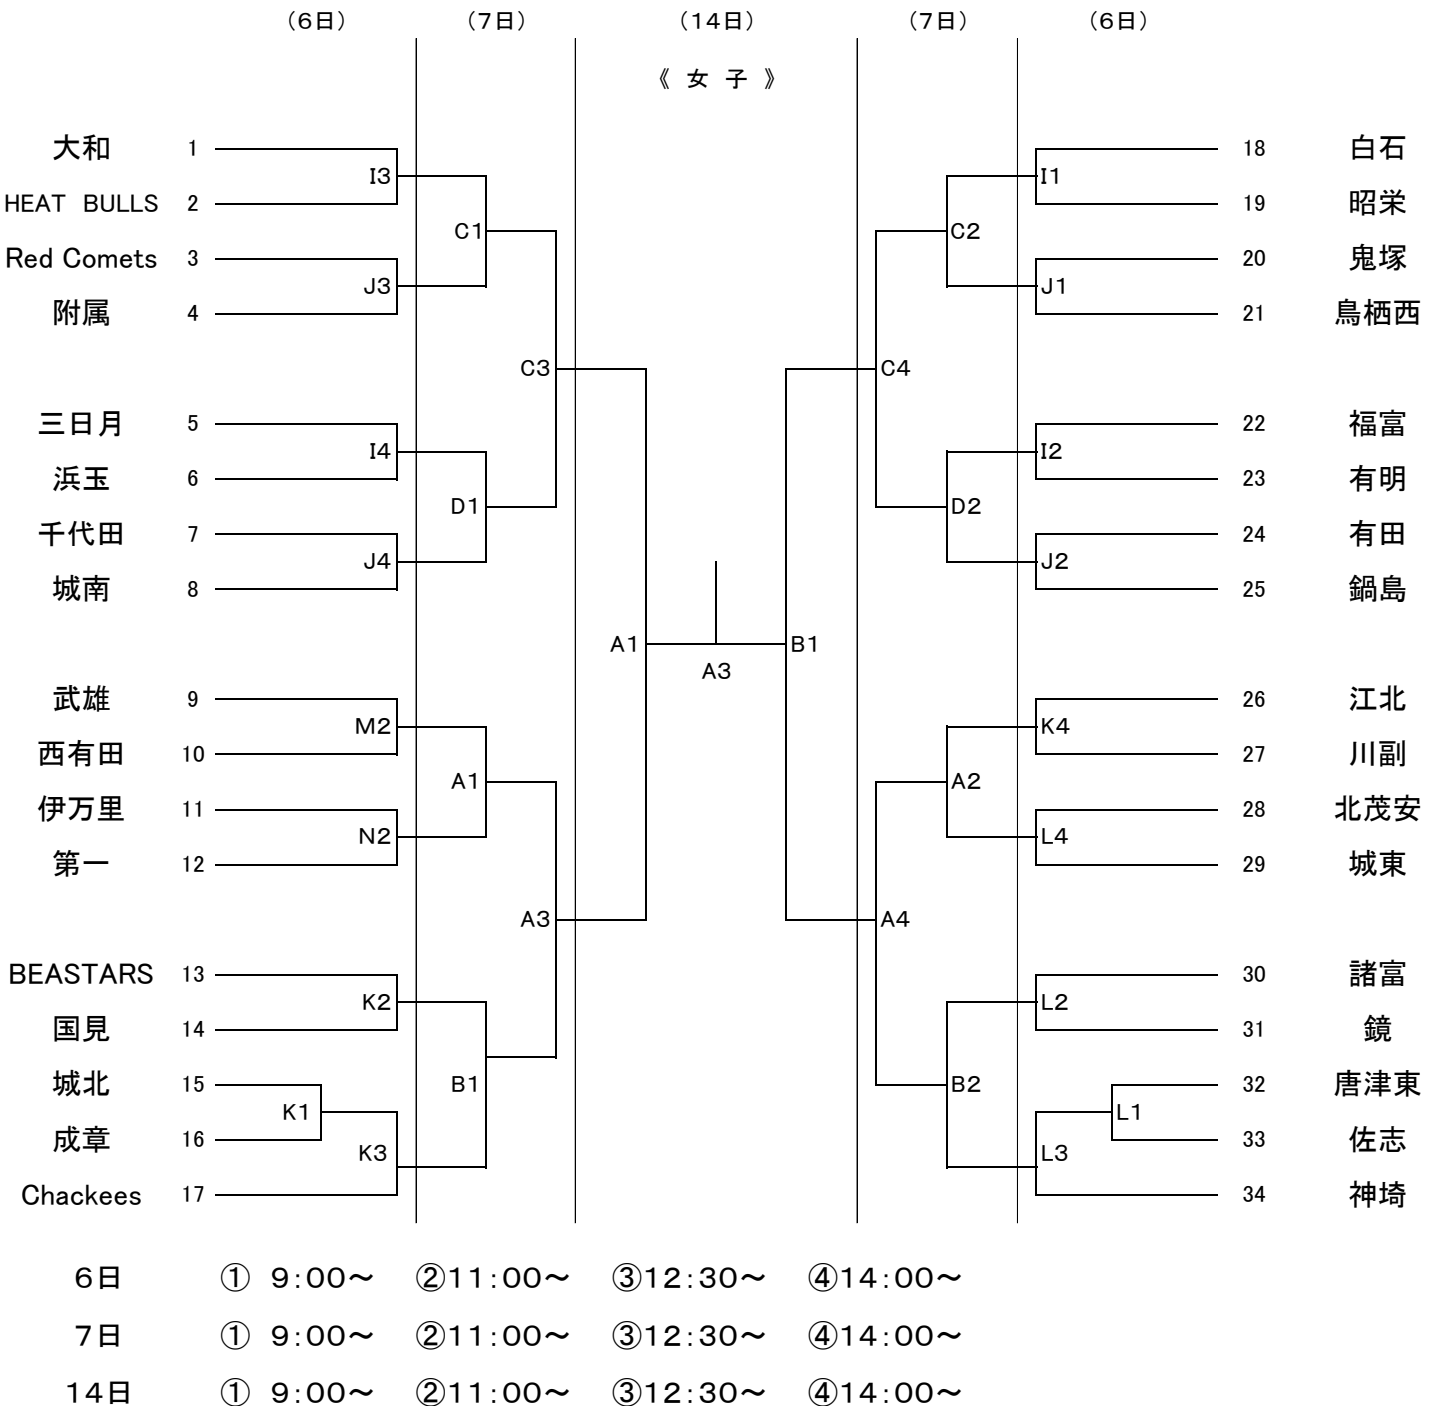 （６日） （７日） （１４日） （７日） （６日）
《 女 子 》
大和 1 18 白石
I3 I1
HEAT BULLS 2 19 昭栄
C1 C2
Red Comets 3 20 鬼塚
J3 J1
附属 4 21 鳥栖西
C3 C4
三日月 5 22 福富
I4 I2
浜玉 6 23 有明
D1 D2
千代田 7 24 有田
J4 J2
城南 8 25 鍋島
A1 B1
A3
武雄 9 26 江北
M2 K4
西有田 10 27 川副
A1 A2
伊万里 11 28 北茂安
N2 L4
第一 12 29 城東
A3 A4
BEASTARS 13 30 諸富
K2 L2
国見 14 31 鏡
城北 15 B1 B2 32 唐津東
K1 L1
成章 16 33 佐志
K3 L3
Chackees 17 34 神埼
６日 ① ９:００～ ②１１:００～ ③１２:３０～ ④１４:００～
７日 ① ９:００～ ②１１:００～ ③１２:３０～ ④１４:００～
１４日 ① ９:００～ ②１１:００～ ③１２:３０～ ④１４:００～